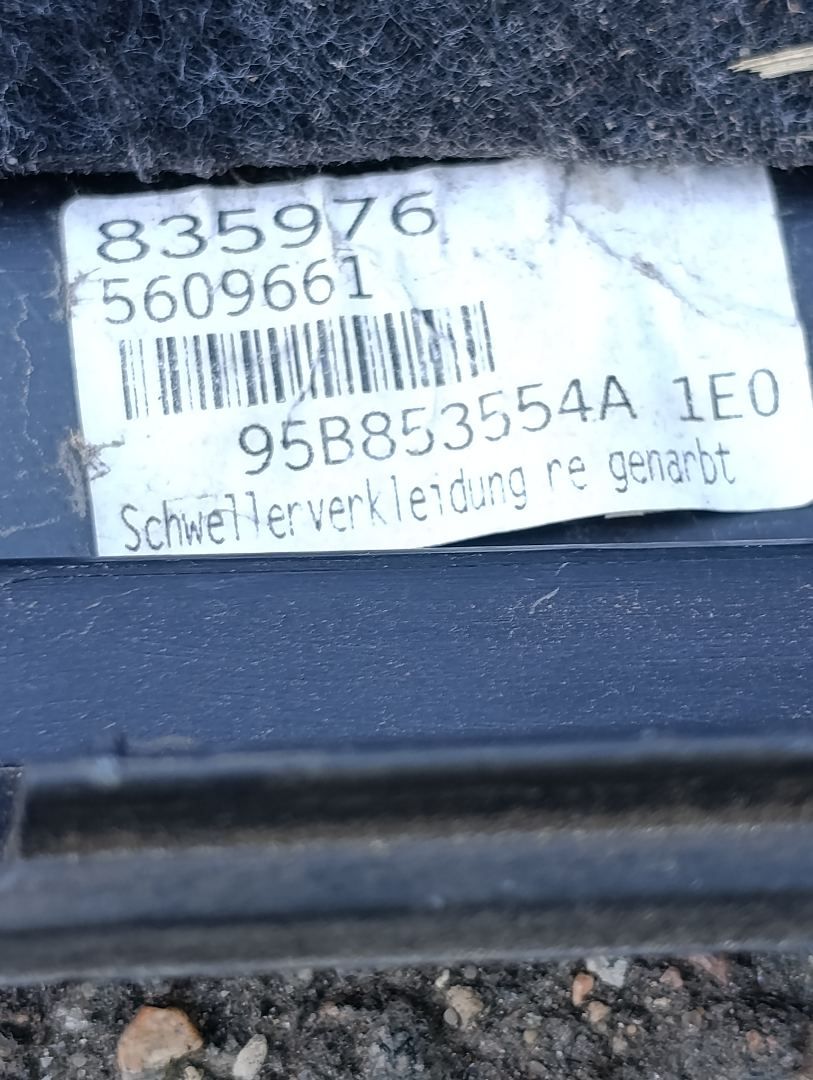 835976
5609661
95B853554A 1E0
Schwellerverkleidung re genarbt